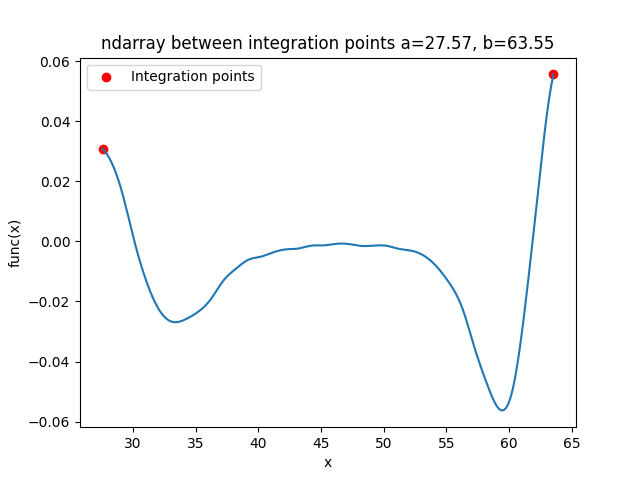 ndarray between integration points a=27.57, b=63.55
Integration points
func(x)
0.06
0.04
0.02
0.00
−0.02
−0.04
−0.06
30 35 40 45 50 55 60 65
x